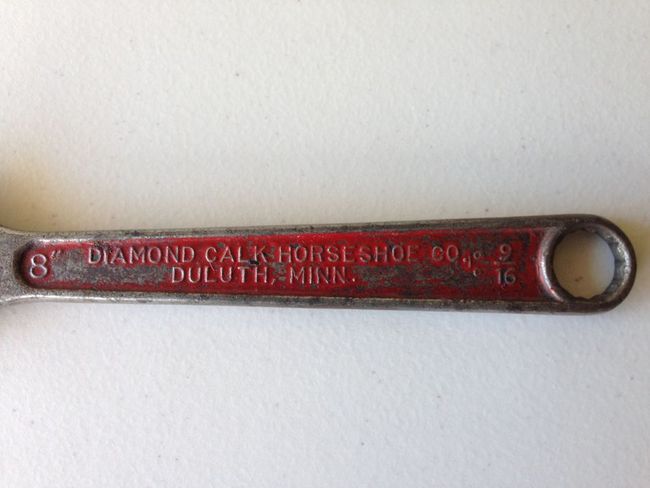 8" DIAMOND CALK HORSESHOE CO. 9
DULUTH, MINN. 16